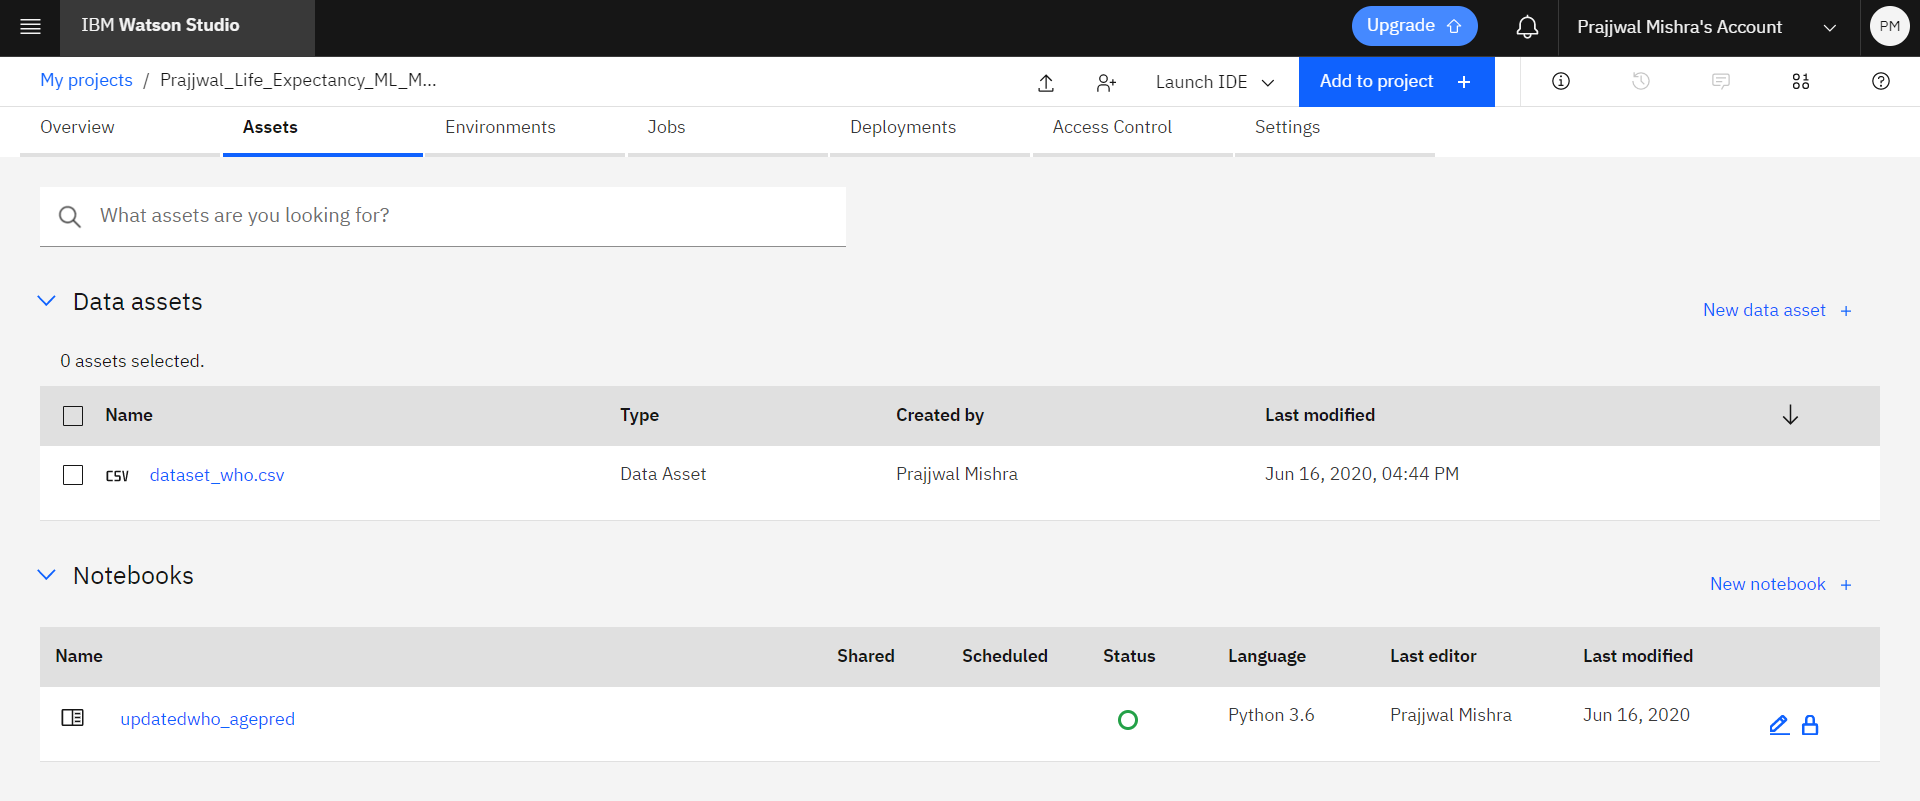 IBM Watson Studio
Upgrade
Prajjwal Mishra's Account
PM
My projects / Prajjwal_Life_Expectancy_ML_M...
Launch IDE
Add to project +
Overview
Assets
Environments
Jobs
Deployments
Access Control
Settings
What assets are you looking for?
Data assets
New data asset +
0 assets selected.
Name Type Created by Last modified
CSV dataset_who.csv Data Asset Prajjwal Mishra Jun 16, 2020, 04:44 PM
Notebooks
New notebook +
Name Shared Scheduled Status Language Last editor Last modified
updatedwho_agepred Python 3.6 Prajjwal Mishra Jun 16, 2020